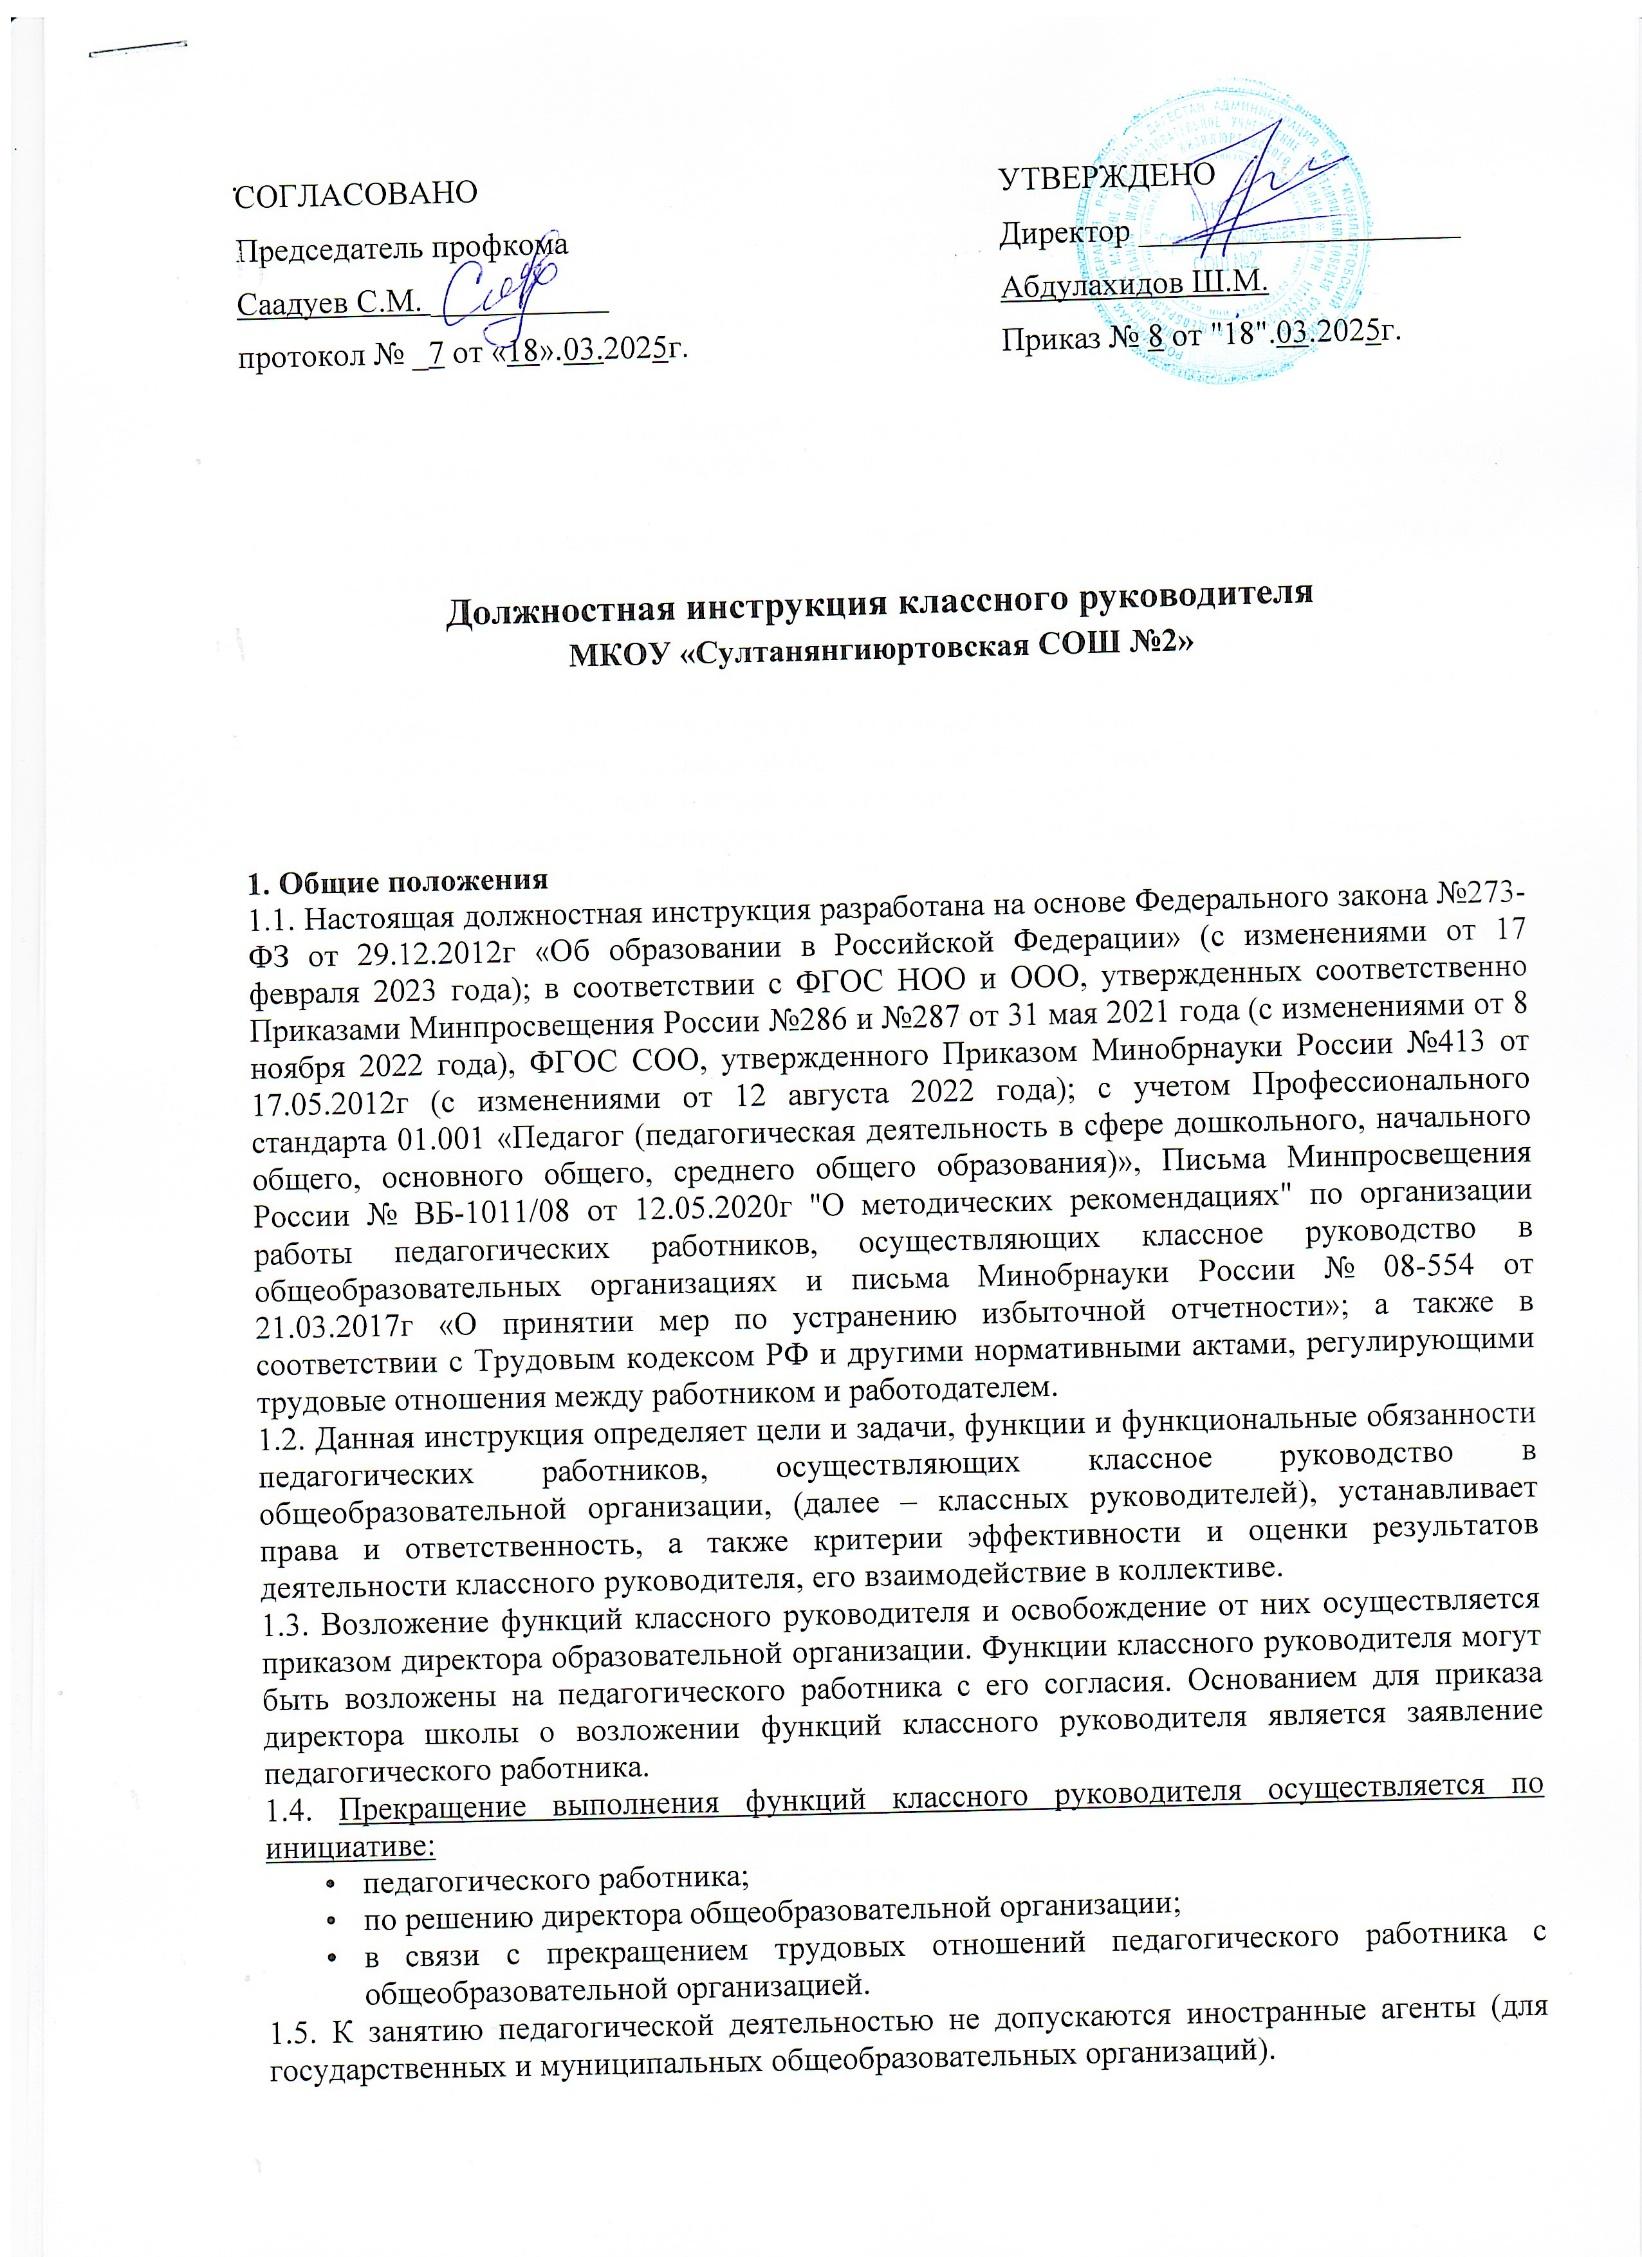 СОГЛАСОВАНО
Председатель профкома
Саадуев С.М. ____________
протокол № _7 от «18».03.2025г.
УТВЕРЖДЕНО
Директор ______________________
Абдулахидов Ш.М.
Приказ № 8 от "18".03.2025г.
Должностная инструкция классного руководителя
МКОУ «Султанянгиюртовская СОШ №2»
1. Общие положения
1.1. Настоящая должностная инструкция разработана на основе Федерального закона №273-
ФЗ от 29.12.2012г «Об образовании в Российской Федерации» (с изменениями от 17
февраля 2023 года); в соответствии с ФГОС НОО и ООО, утвержденных соответственно
Приказами Минпросвещения России №286 и №287 от 31 мая 2021 года (с изменениями от 8
ноября 2022 года), ФГОС СОО, утвержденного Приказом Минобрнауки России №413 от
17.05.2012г (с изменениями от 12 августа 2022 года); с учетом Профессионального
стандарта 01.001 «Педагог (педагогическая деятельность в сфере дошкольного, начального
общего, основного общего, среднего общего образования)», Письма Минпросвещения
России № ВБ-1011/08 от 12.05.2020г "О методических рекомендациях" по организации
работы педагогических работников, осуществляющих классное руководство в
общеобразовательных организациях и письма Минобрнауки России № 08-554 от
21.03.2017г «О принятии мер по устранению избыточной отчетности»; а также в
соответствии с Трудовым кодексом РФ и другими нормативными актами, регулирующими
трудовые отношения между работником и работодателем.
1.2. Данная инструкция определяет цели и задачи, функции и функциональные обязанности
педагогических работников, осуществляющих классное руководство в
общеобразовательной организации, (далее – классных руководителей), устанавливает
права и ответственность, а также критерии эффективности и оценки результатов
деятельности классного руководителя, его взаимодействие в коллективе.
1.3. Возложение функций классного руководителя и освобождение от них осуществляется
приказом директора образовательной организации. Функции классного руководителя могут
быть возложены на педагогического работника с его согласия. Основанием для приказа
директора школы о возложении функций классного руководителя является заявление
педагогического работника.
1.4. Прекращение выполнения функций классного руководителя осуществляется по
инициативе:
• педагогического работника;
• по решению директора общеобразовательной организации;
• в связи с прекращением трудовых отношений педагогического работника с
общеобразовательной организацией.
1.5. К занятию педагогической деятельностью не допускаются иностранные агенты (для
государственных и муниципальных общеобразовательных организаций).